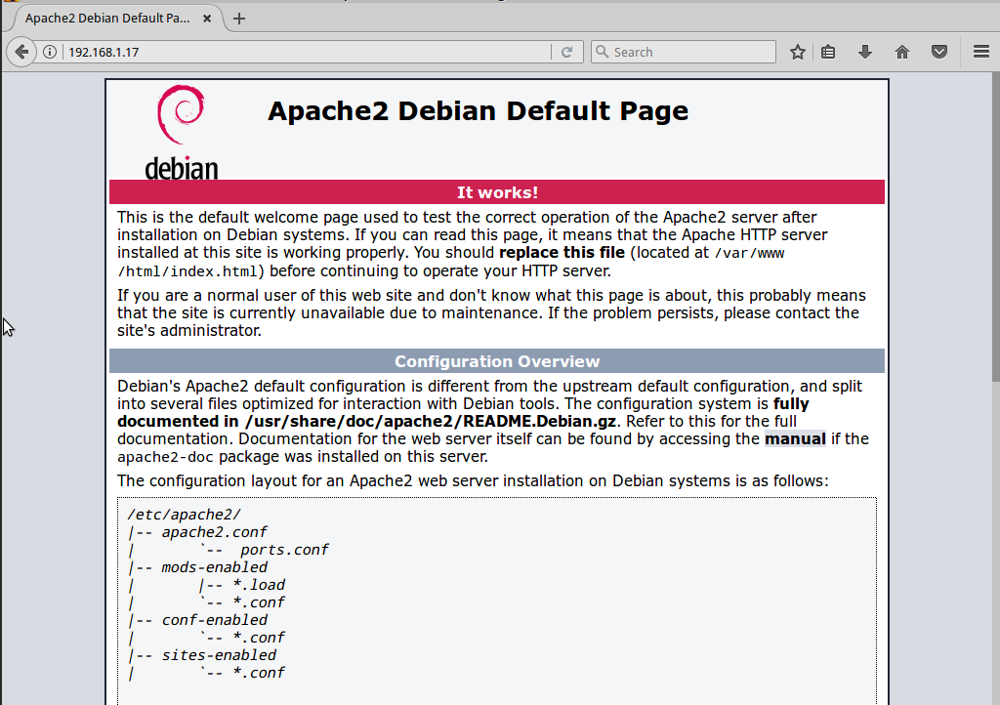 Apache2 Debian Default Pa...
192.168.1.17
Search
debian
Apache2 Debian Default Page
It works!
This is the default welcome page used to test the correct operation of the Apache2 server after
installation on Debian systems. If you can read this page, it means that the Apache HTTP server
installed at this site is working properly. You should replace this file (located at /var/www
/html/index.html) before continuing to operate your HTTP server.
If you are a normal user of this web site and don't know what this page is about, this probably means
that the site is currently unavailable due to maintenance. If the problem persists, please contact the
site's administrator.
Configuration Overview
Debian's Apache2 default configuration is different from the upstream default configuration, and split
into several files optimized for interaction with Debian tools. The configuration system is fully
documented in /usr/share/doc/apache2/README.Debian.gz. Refer to this for the full
documentation. Documentation for the web server itself can be found by accessing the manual if the
apache2-doc package was installed on this server.
The configuration layout for an Apache2 web server installation on Debian systems is as follows:
/etc/apache2/
|-- apache2.conf
|       `--  ports.conf
|-- mods-enabled
|       |-- *.load
|       `-- *.conf
|-- conf-enabled
|       `-- *.conf
|-- sites-enabled
|       `-- *.conf